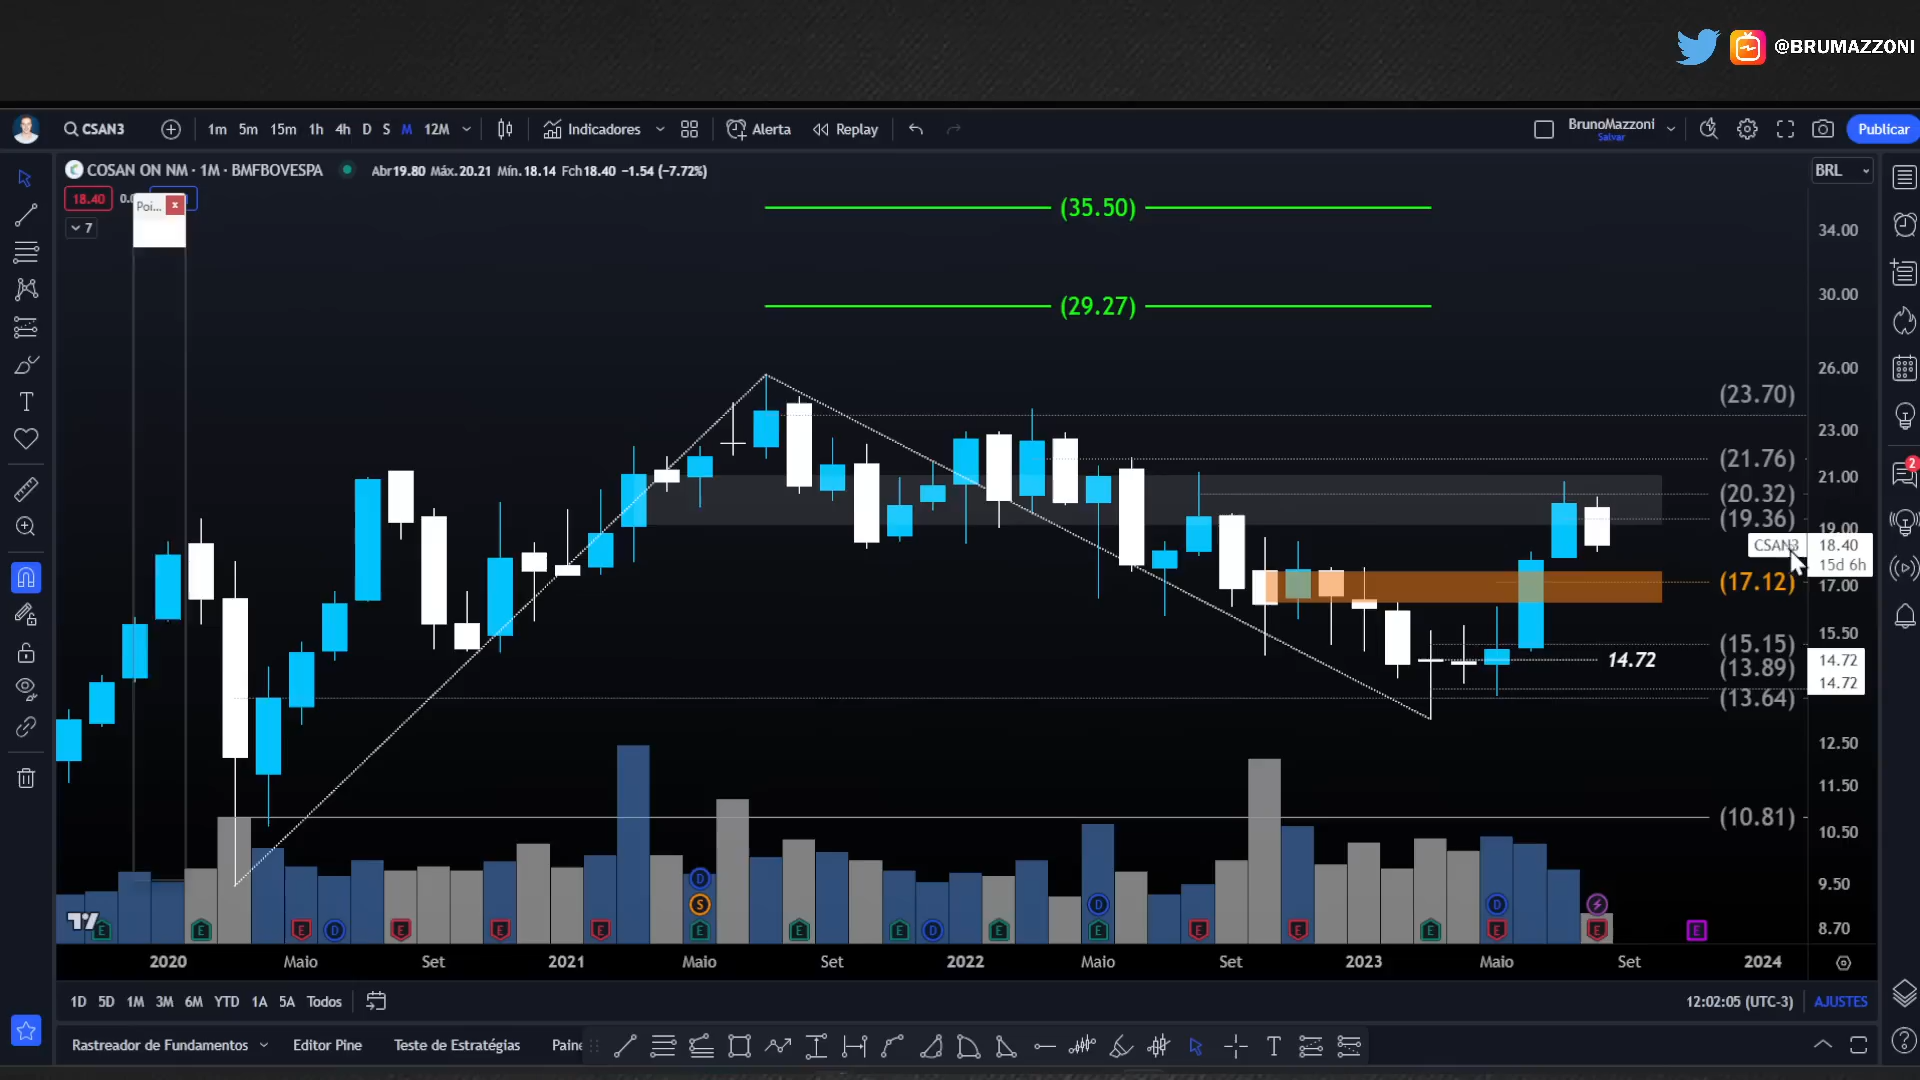 @BRUMAZZONI
CSAN3
1m 5m 15m 1h 4h D S M 12M
Indicadores
Alerta
Replay
BrunoMazzoni
Salvar
Publicar
COSAN ON NM · 1M · BMFBOVESPA
Abr19.80 Máx.20.21 Mín.18.14 Fch18.40 −1.54 (−7.72%)
BRL
18.40
0.0
Poi... x
7
(35.50)
34.00
30.00
(29.27)
26.00
(23.70)
23.00
(21.76)
21.00
(20.32)
(19.36)
19.00
CSAN3 18.40
15d 6h
(17.12)
17.00
15.50
(15.15)
14.72
14.72
(13.89)
14.72
(13.64)
12.50
11.50
(10.81)
10.50
9.50
8.70
D D
S D
E E E D E E E E E E D E E E E E E E E
2020 Maio Set 2021 Maio Set 2022 Maio Set 2023 Maio Set 2024
1D 5D 1M 3M 6M YTD 1A 5A Todos
12:02:05 (UTC-3) AJUSTES
Rastreador de Fundamentos
Editor Pine
Teste de Estratégias
Paine
2